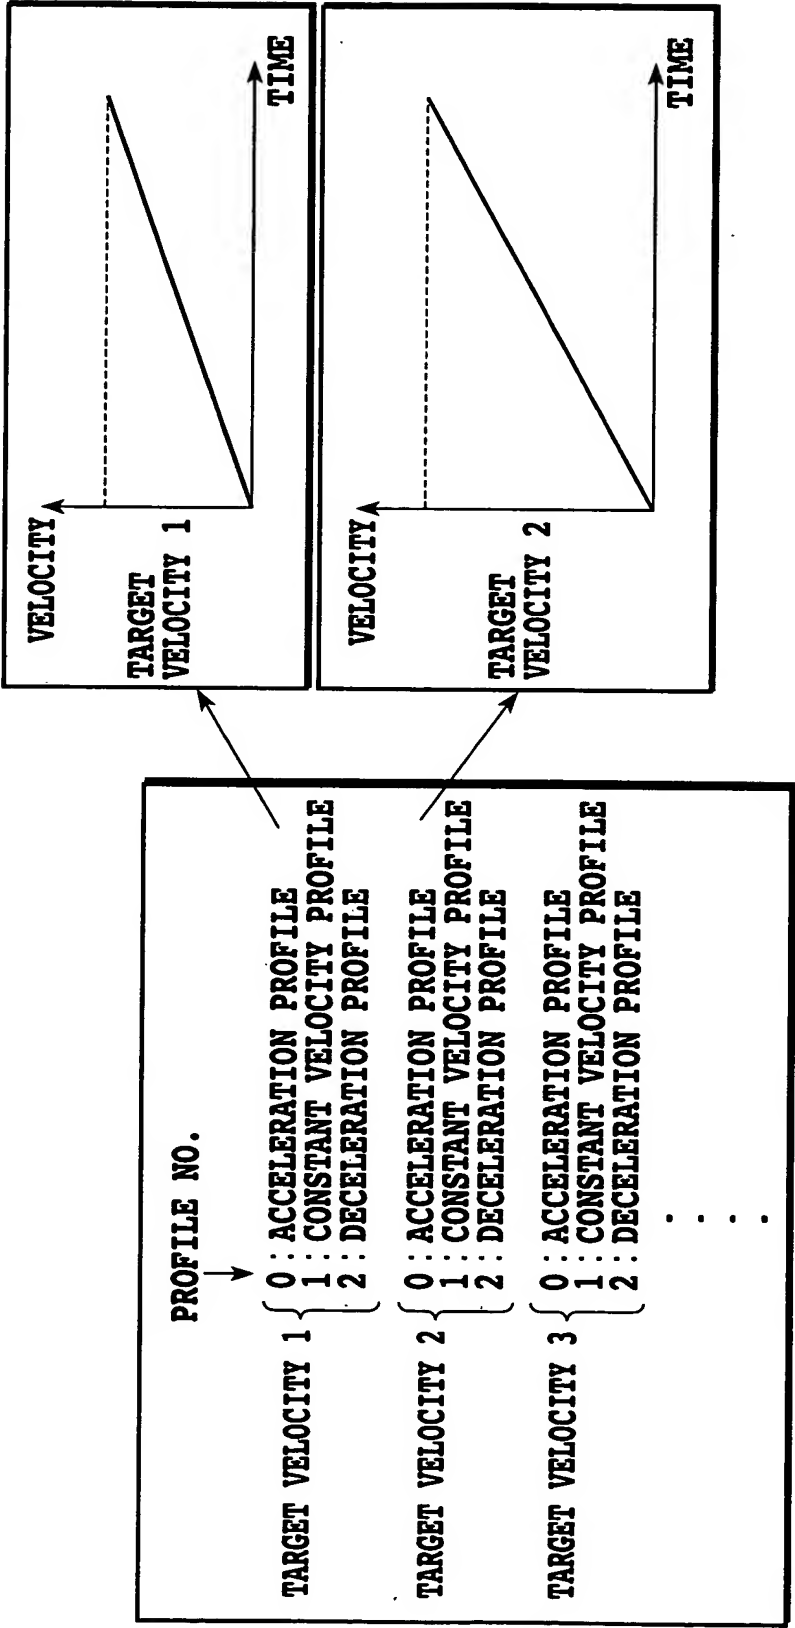 PROFILE NO.
TARGET VELOCITY 1
0: ACCELERATION PROFILE
1: CONSTANT VELOCITY PROFILE
2: DECELERATION PROFILE
TARGET VELOCITY 2
0: ACCELERATION PROFILE
1: CONSTANT VELOCITY PROFILE
2: DECELERATION PROFILE
TARGET VELOCITY 3
0: ACCELERATION PROFILE
1: CONSTANT VELOCITY PROFILE
2: DECELERATION PROFILE
. . . .
VELOCITY
TARGET
VELOCITY 1
TIME
VELOCITY
TARGET
VELOCITY 2
TIME